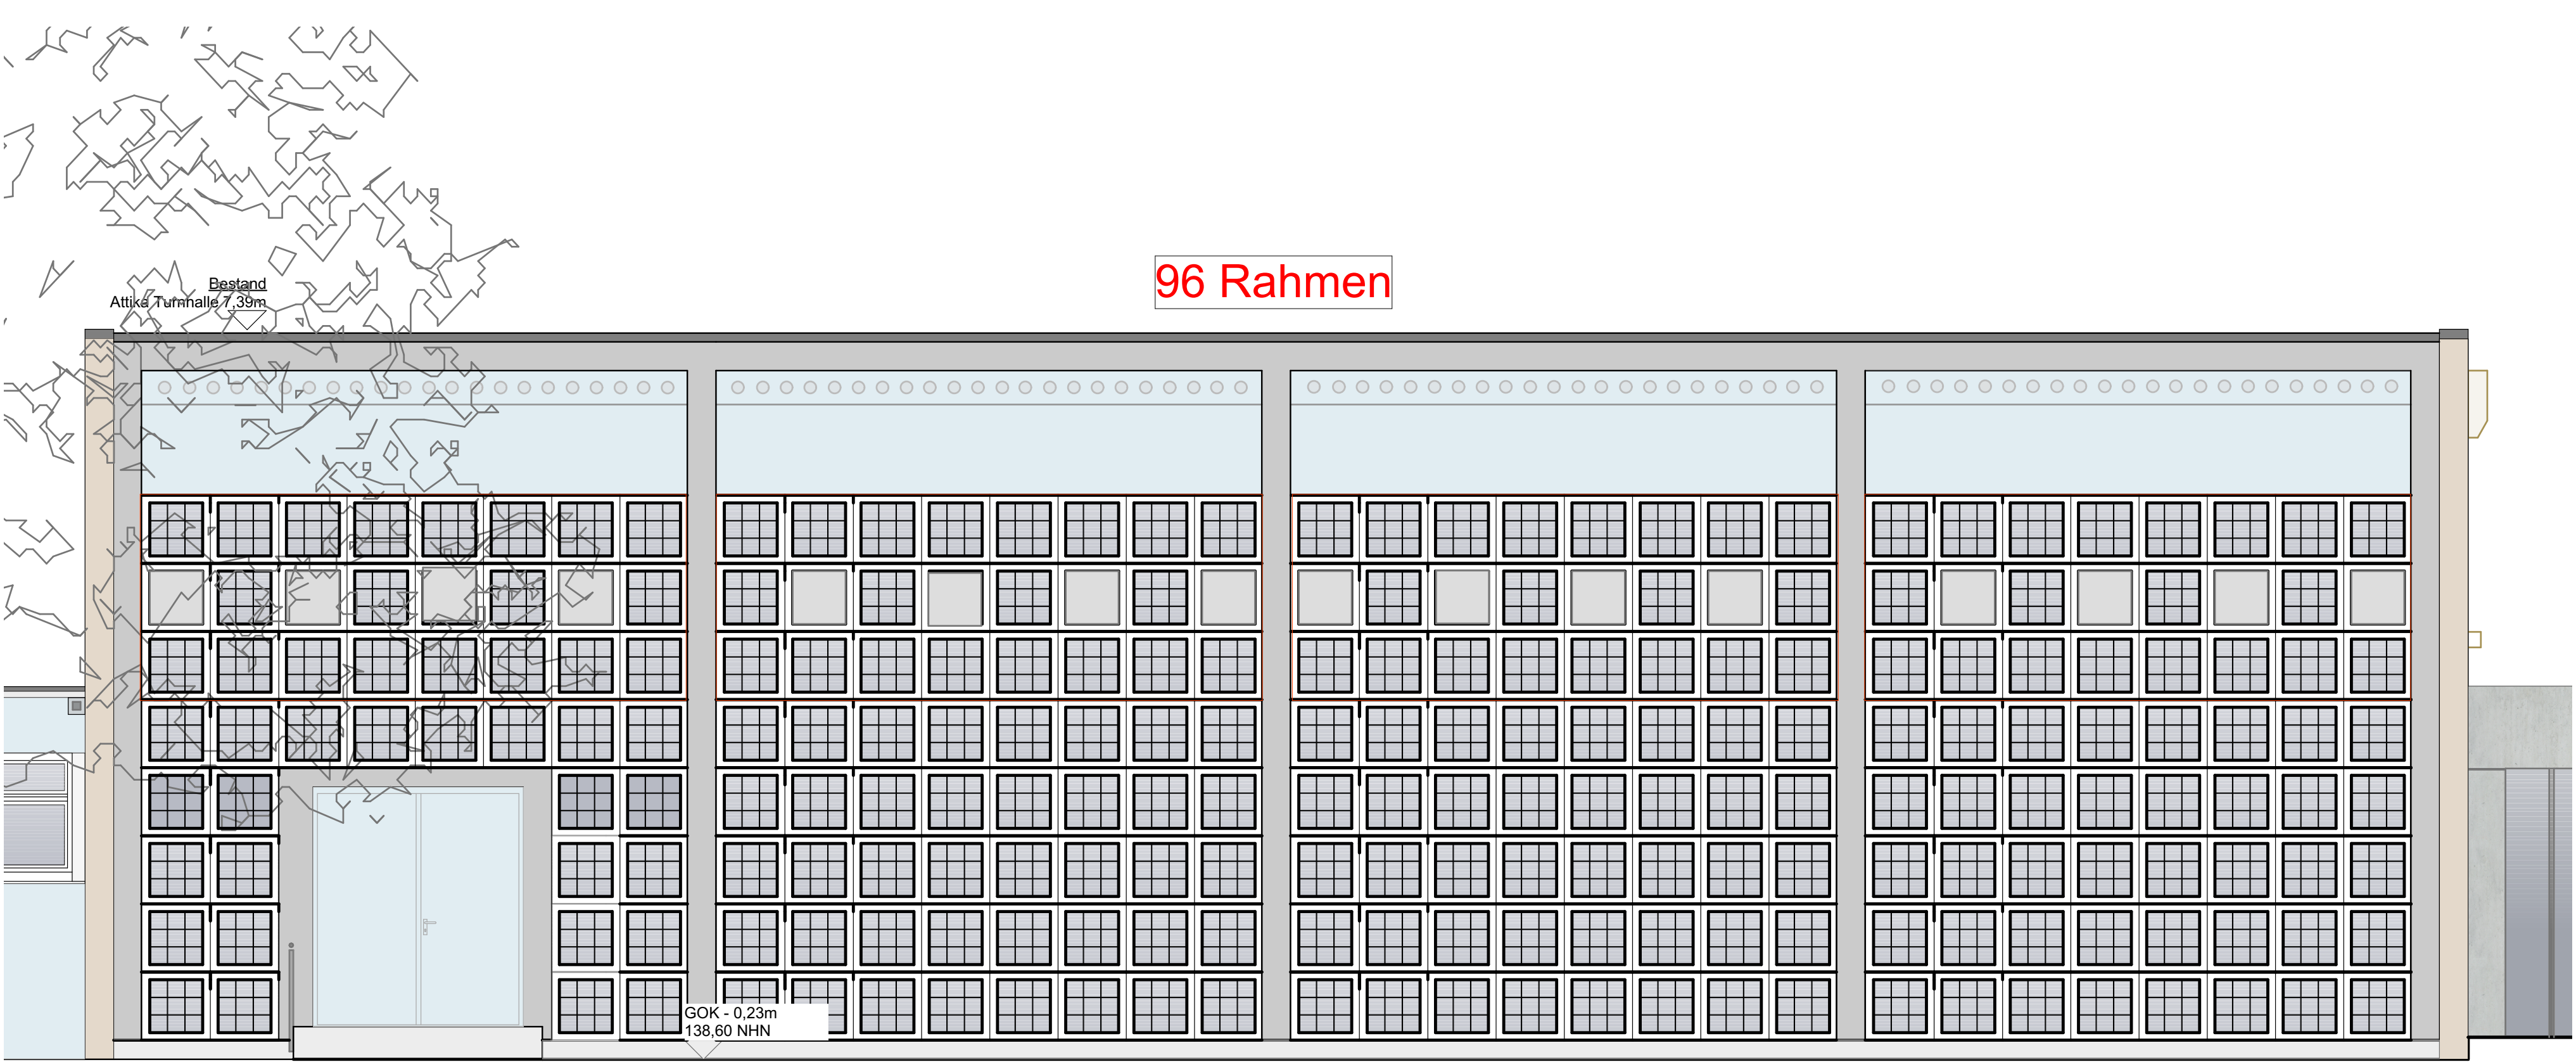 96 Rahmen
Bestand
Attika Turnhalle 7,39m
GOK - 0,23m
138,60 NHN